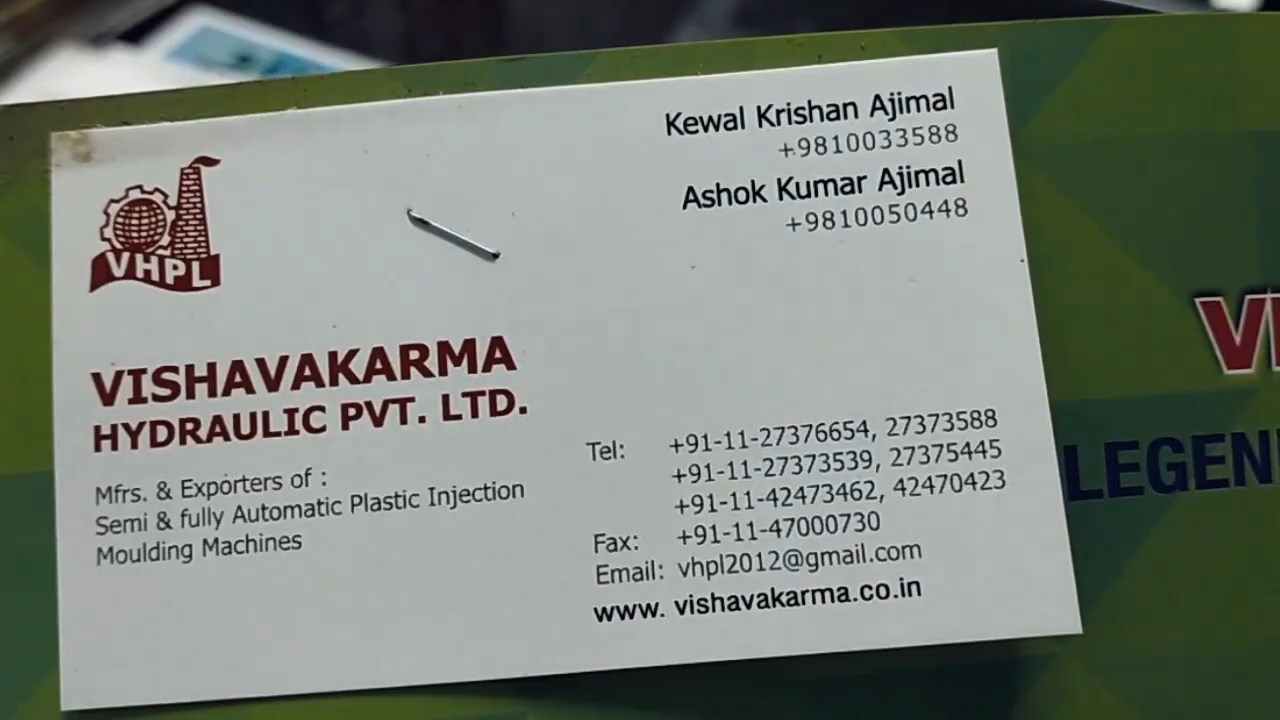 Kewal Krishan Ajimal
+9810033588
Ashok Kumar Ajimal
+9810050448
VHPL
VISHAVAKARMA
HYDRAULIC PVT. LTD.
Mfrs. & Exporters of :
Semi & fully Automatic Plastic Injection
Moulding Machines
Tel: +91-11-27376654, 27373588
+91-11-27373539, 27375445
+91-11-42473462, 42470423
Fax: +91-11-47000730
Email: vhpl2012@gmail.com
www. vishavakarma.co.in
LEGEN